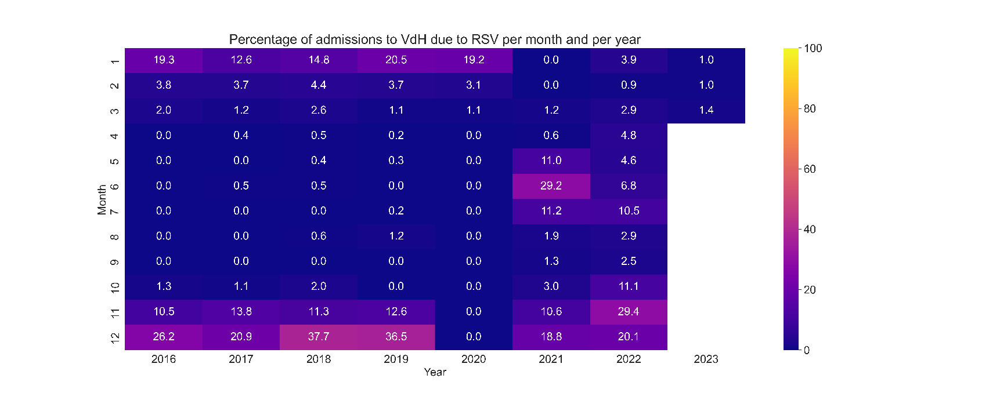 Percentage of admissions to VdH due to RSV per month and per year
1 19.3 12.6 14.8 20.5 19.2 0.0 3.9 1.0
2 3.8 3.7 4.4 3.7 3.1 0.0 0.9 1.0
3 2.0 1.2 2.6 1.1 1.1 1.2 2.9 1.4
4 0.0 0.4 0.5 0.2 0.0 0.6 4.8
5 0.0 0.0 0.4 0.3 0.0 11.0 4.6
6 0.0 0.5 0.5 0.0 0.0 29.2 6.8
7 0.0 0.0 0.0 0.2 0.0 11.2 10.5
8 0.0 0.0 0.6 1.2 0.0 1.9 2.9
9 0.0 0.0 0.0 0.0 0.0 1.3 2.5
10 1.3 1.1 2.0 0.0 0.0 3.0 11.1
11 10.5 13.8 11.3 12.6 0.0 10.6 29.4
12 26.2 20.9 37.7 36.5 0.0 18.8 20.1
Month
2016 2017 2018 2019 2020 2021 2022 2023
Year
100
80
60
40
20
0